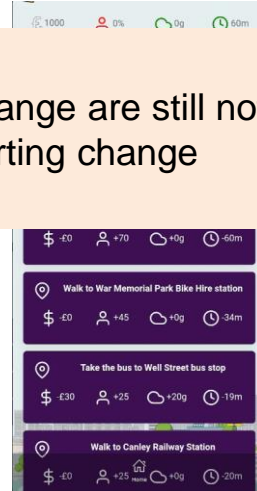 1000 0% 0g 60m
ange are still no
rting change
-£0 +70 +0g -60m
Walk to War Memorial Park Bike Hire station
-£0 +45 +0g -34m
Take the bus to Well Street bus stop
-£30 +25 +20g -19m
Walk to Canley Railway Station
Home
-£0 +25 +0g -20m